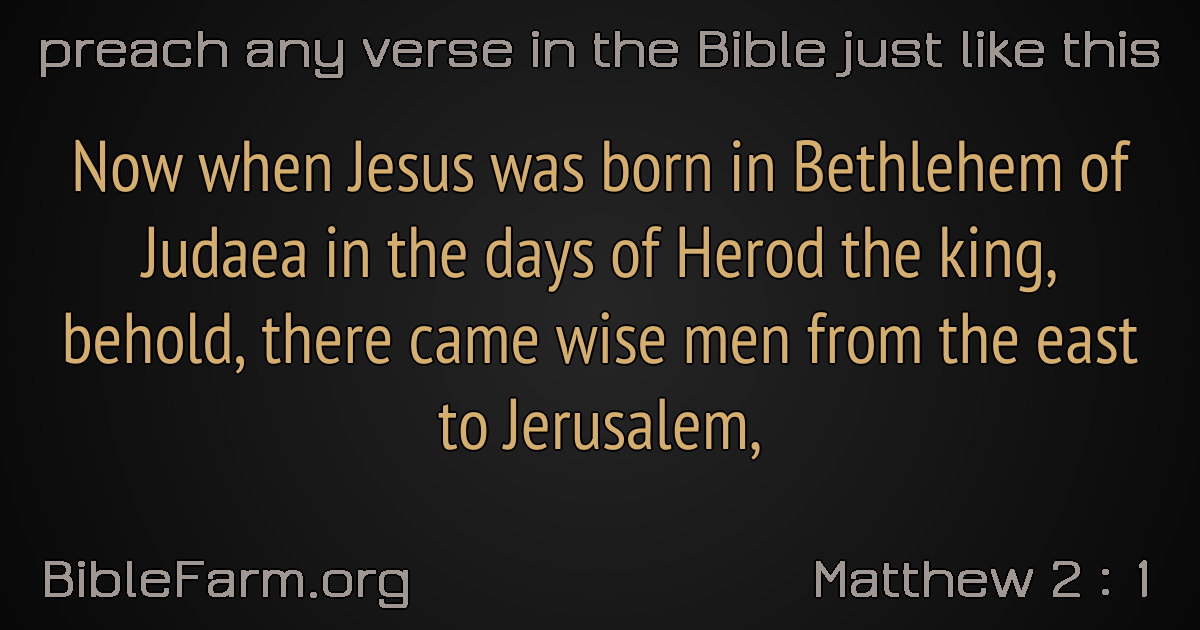 preach any verse in the Bible just like this
Now when Jesus was born in Bethlehem of
Judaea in the days of Herod the king,
behold, there came wise men from the east
to Jerusalem,
BibleFarm.org
Matthew 2 : 1